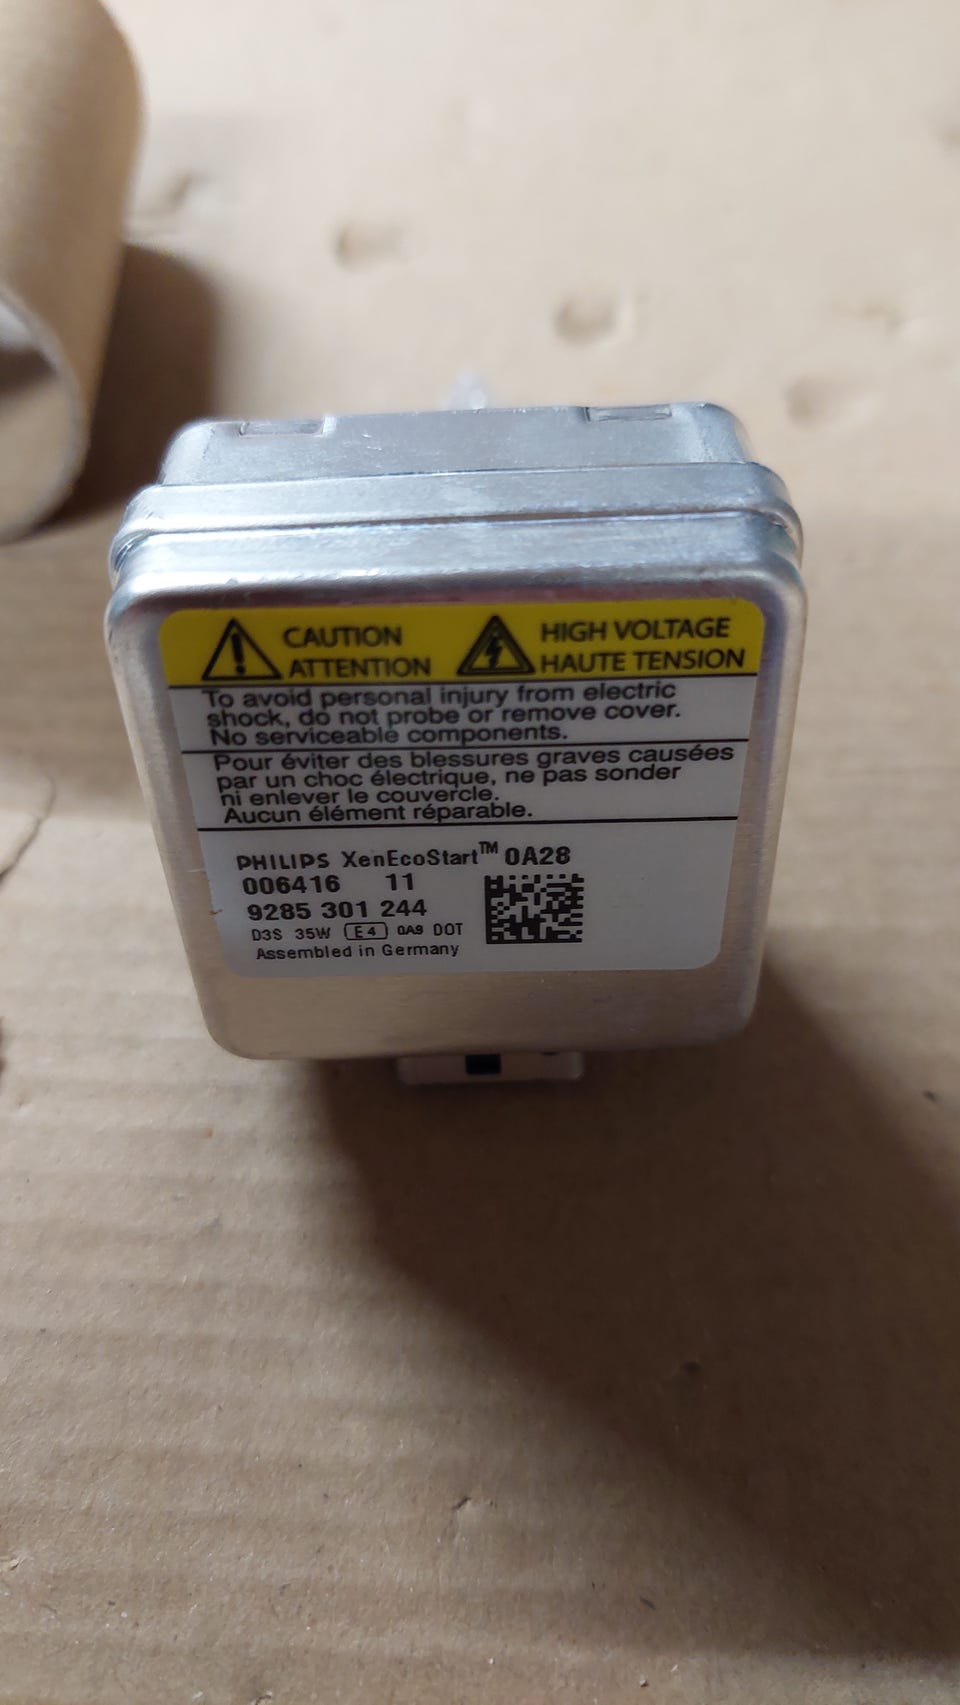 CAUTION
ATTENTION
HIGH VOLTAGE
HAUTE TENSION
To avoid personal injury from electric
shock, do not probe or remove cover.
No serviceable components.
Pour éviter des blessures graves causées
par un choc électrique, ne pas sonder
ni enlever le couvercle.
Aucun élément réparable.
PHILIPS XenEcoStart™ 0A28
006416 11
9285 301 244
D3S 35W E4 0A9 DOT
Assembled in Germany